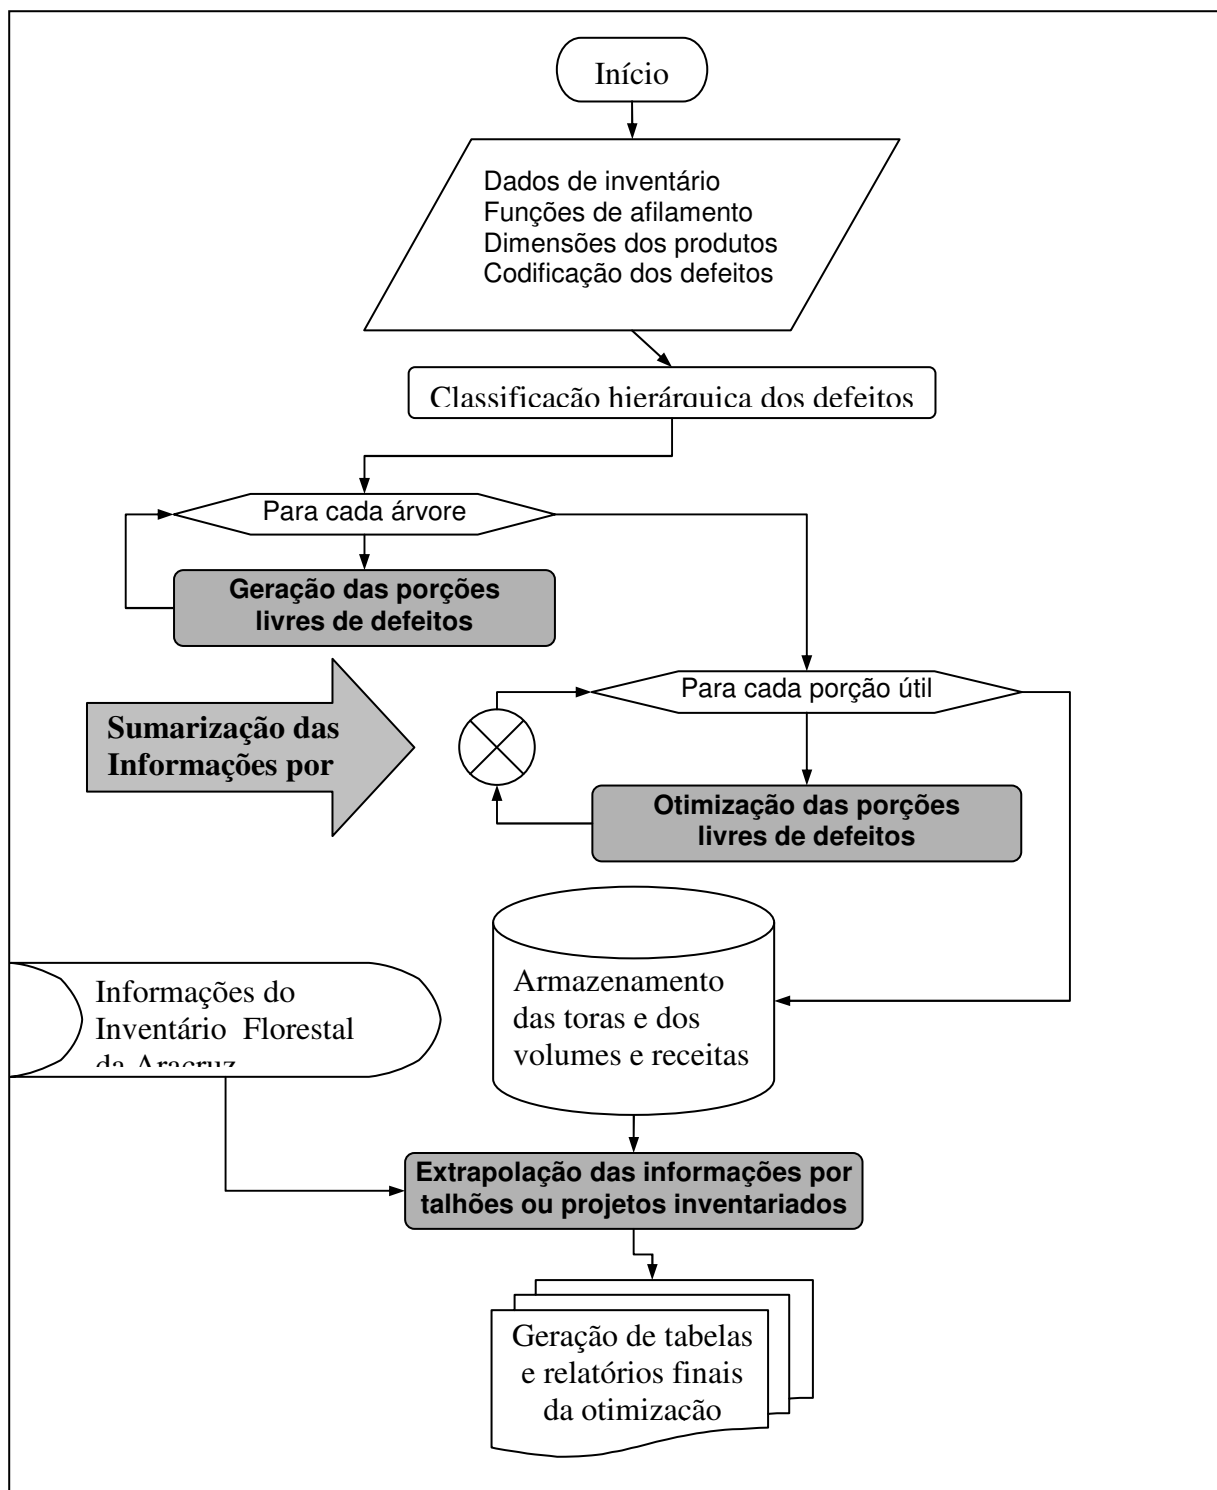 Início
Dados de inventário
Funções de afilamento
Dimensões dos produtos
Codificação dos defeitos
Classificação hierárquica dos defeitos
Para cada árvore
Geração das porções
livres de defeitos
Para cada porção útil
Sumarização das
Informações por
Otimização das porções
livres de defeitos
Armazenamento
das toras e dos
volumes e receitas
Informações do
Inventário Florestal
da Aracruz
Extrapolação das informações por
talhões ou projetos inventariados
Geração de tabelas
e relatórios finais
da otimização